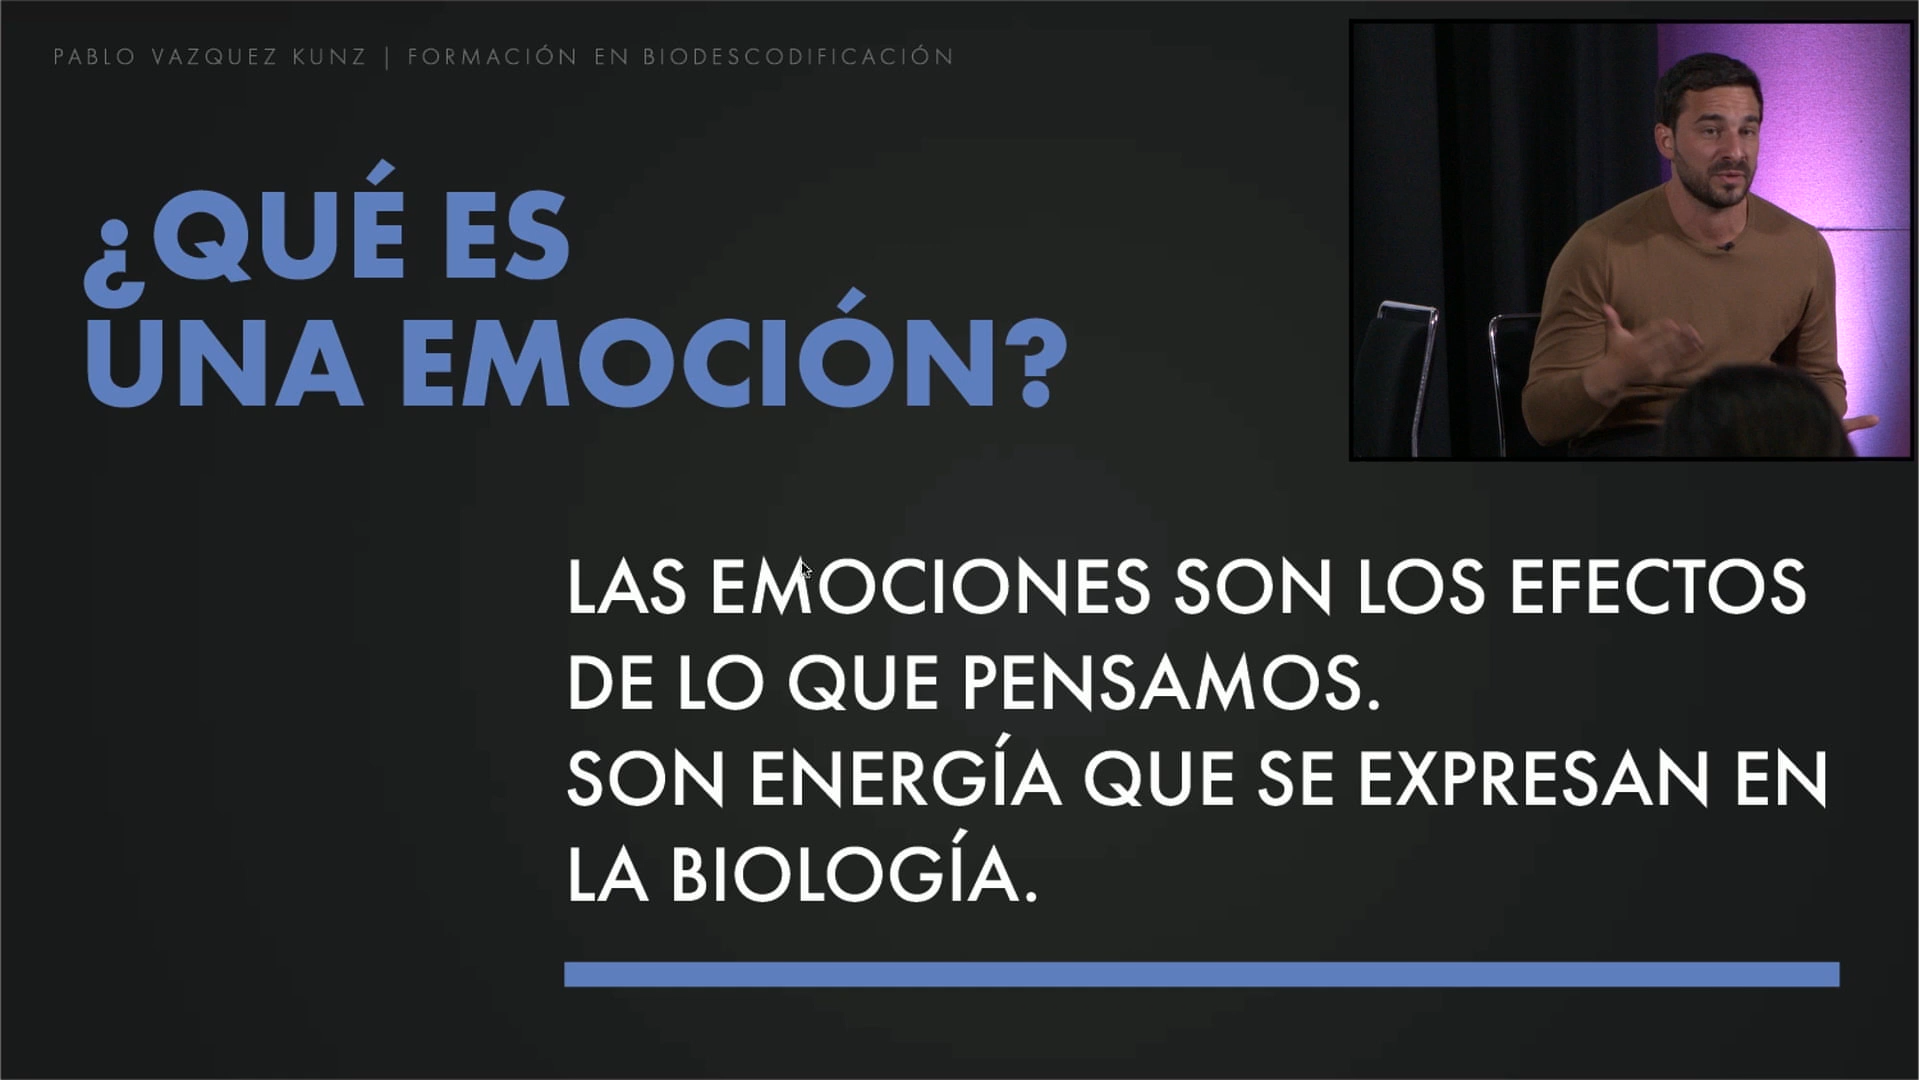 PABLO VAZQUEZ KUNZ | FORMACIÓN EN BIODESCODIFICACIÓN
¿QUÉ ES
UNA EMOCIÓN?
LAS EMOCIONES SON LOS EFECTOS
DE LO QUE PENSAMOS.
SON ENERGÍA QUE SE EXPRESAN EN
LA BIOLOGÍA.